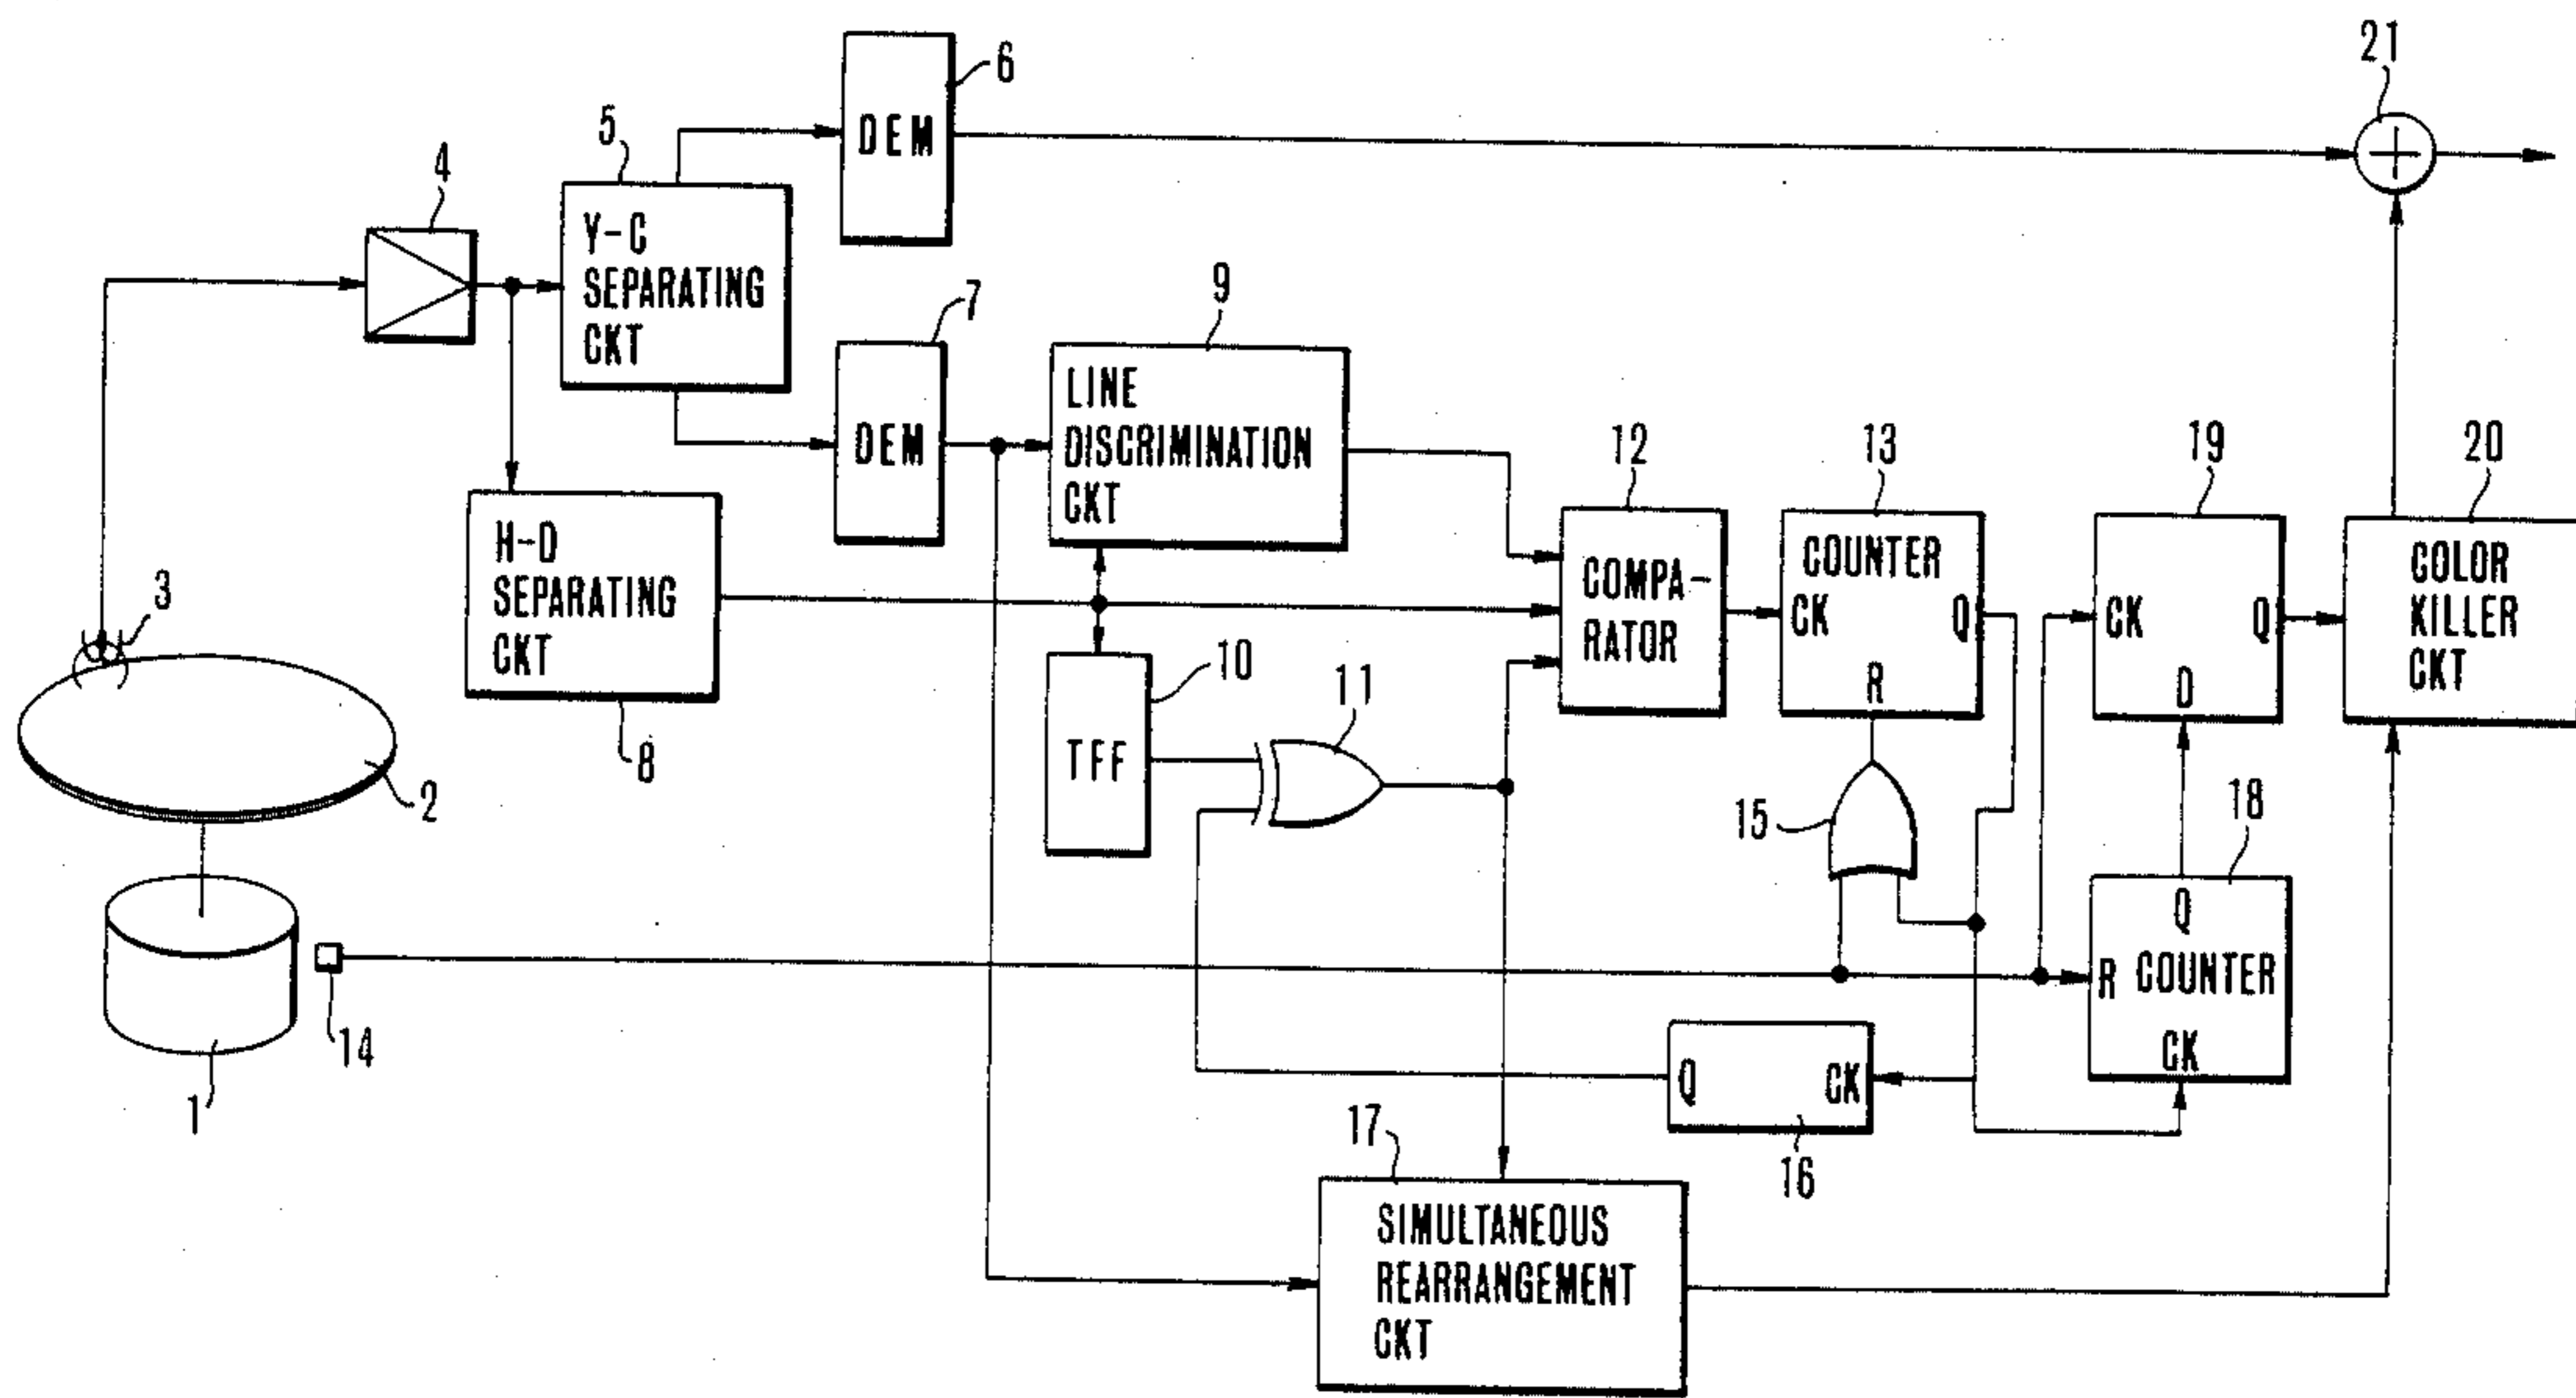 21
6
DEM
5
4
Y-C
SEPARATING
CKT
7
DEM
9
LINE
DISCRIMINATION
CKT
H-D
SEPARATING
CKT
8
12
COMPA-
RATOR
13
COUNTER
CK
Q
R
19
CK
Q
D
20
COLOR
KILLER
CKT
3
2
10
TFF
11
15
18
Q
R COUNTER
CK
14
1
Q
CK
16
17
SIMULTANEOUS
REARRANGEMENT
CKT